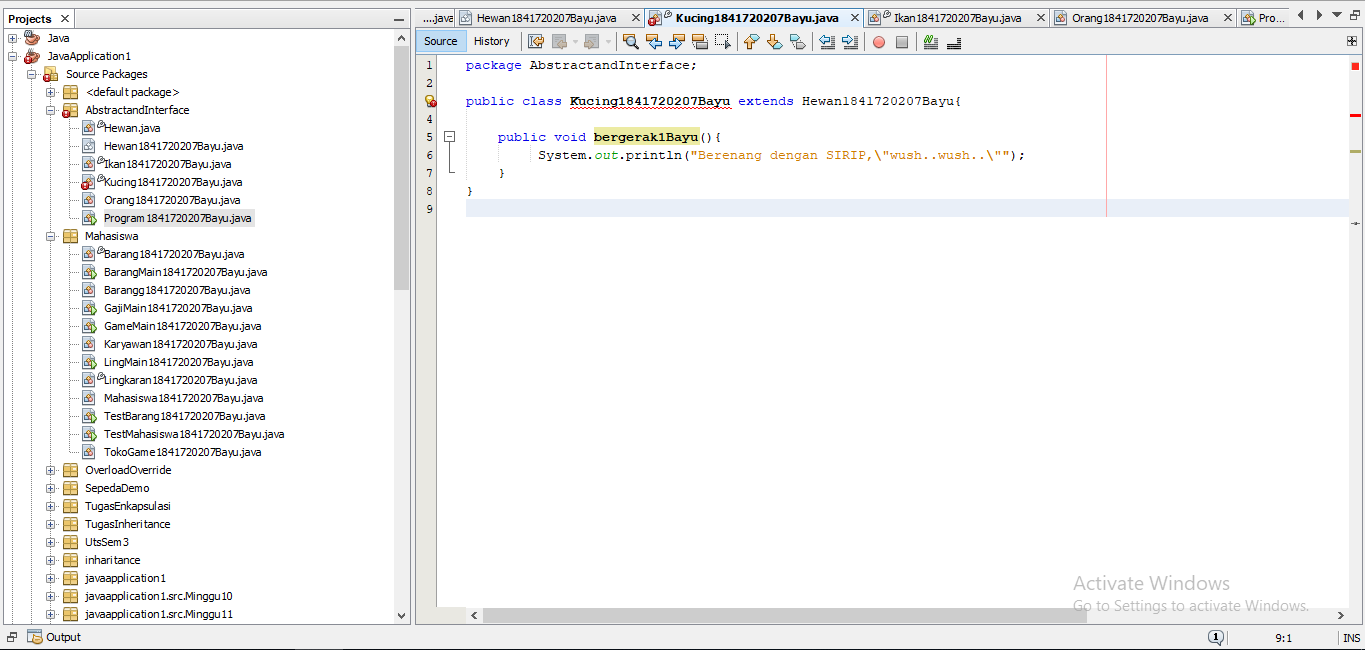 Projects
Java
JavaApplication1
Source Packages
<default package>
AbstractandInterface
Hewan.java
Hewan1841720207Bayu.java
Ikan1841720207Bayu.java
Kucing1841720207Bayu.java
Orang1841720207Bayu.java
Program1841720207Bayu.java
Mahasiswa
Barang1841720207Bayu.java
BarangMain1841720207Bayu.java
Barangg1841720207Bayu.java
GajiMain1841720207Bayu.java
GameMain1841720207Bayu.java
Karyawan1841720207Bayu.java
LingMain1841720207Bayu.java
Lingkaran1841720207Bayu.java
Mahasiswa1841720207Bayu.java
TestBarang1841720207Bayu.java
TestMahasiswa1841720207Bayu.java
TokoGame1841720207Bayu.java
OverloadOverride
SepedaDemo
TugasEnkapsulasi
TugasInheritance
UtsSem3
inharitance
javaapplication1
javaapplication1.src.Minggu10
javaapplication1.src.Minggu11
....java Hewan1841720207Bayu.java Kucing1841720207Bayu.java Ikan1841720207Bayu.java Orang1841720207Bayu.java Pro...
Source History
1 package AbstractandInterface;
2
public class Kucing1841720207Bayu extends Hewan1841720207Bayu{
4
5 public void bergerak1Bayu(){
6 System.out.println("Berenang dengan SIRIP,\"wush..wush..\"");
7 }
8 }
9
Activate Windows
Go to Settings to activate Windows.
Output 1 9:1 INS